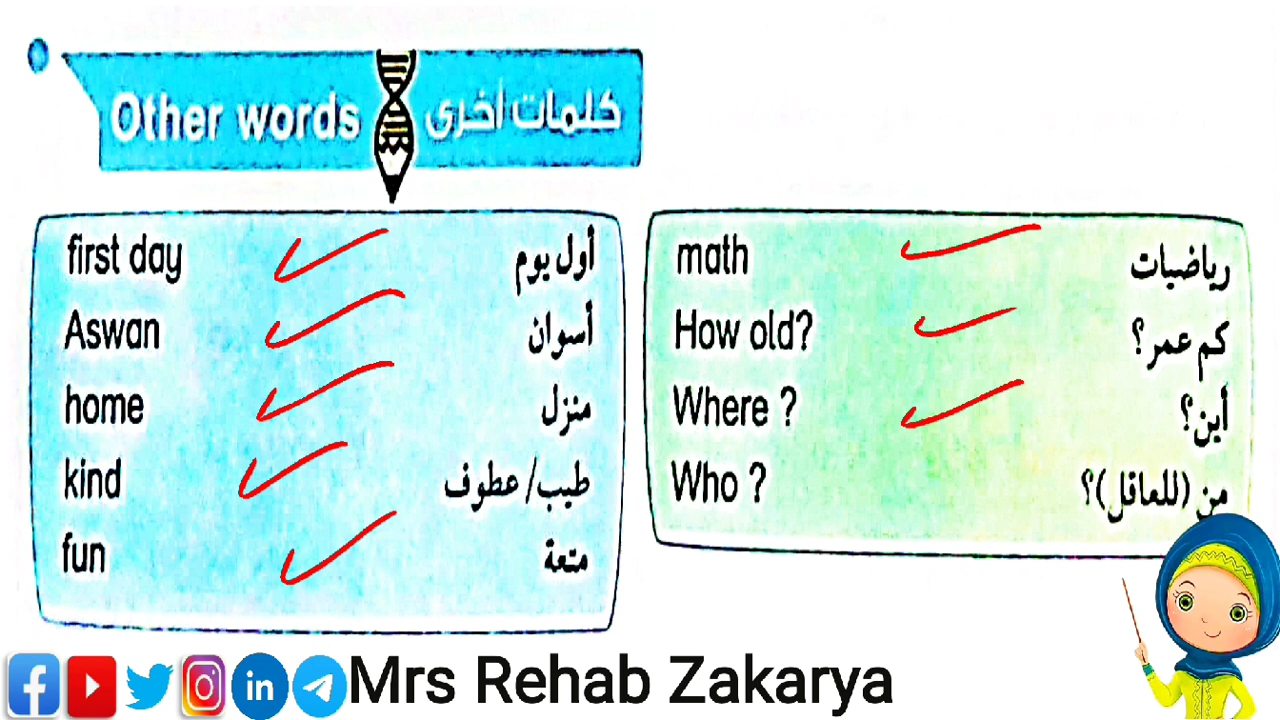 Other words كلمات أخرى
first day أول يوم
Aswan أسوان
home منزل
kind طيب/ عطوف
fun متعة
math رياضيات
How old? كم عمر؟
Where ? أين؟
Who ? من (للعاقل)؟
Mrs Rehab Zakarya